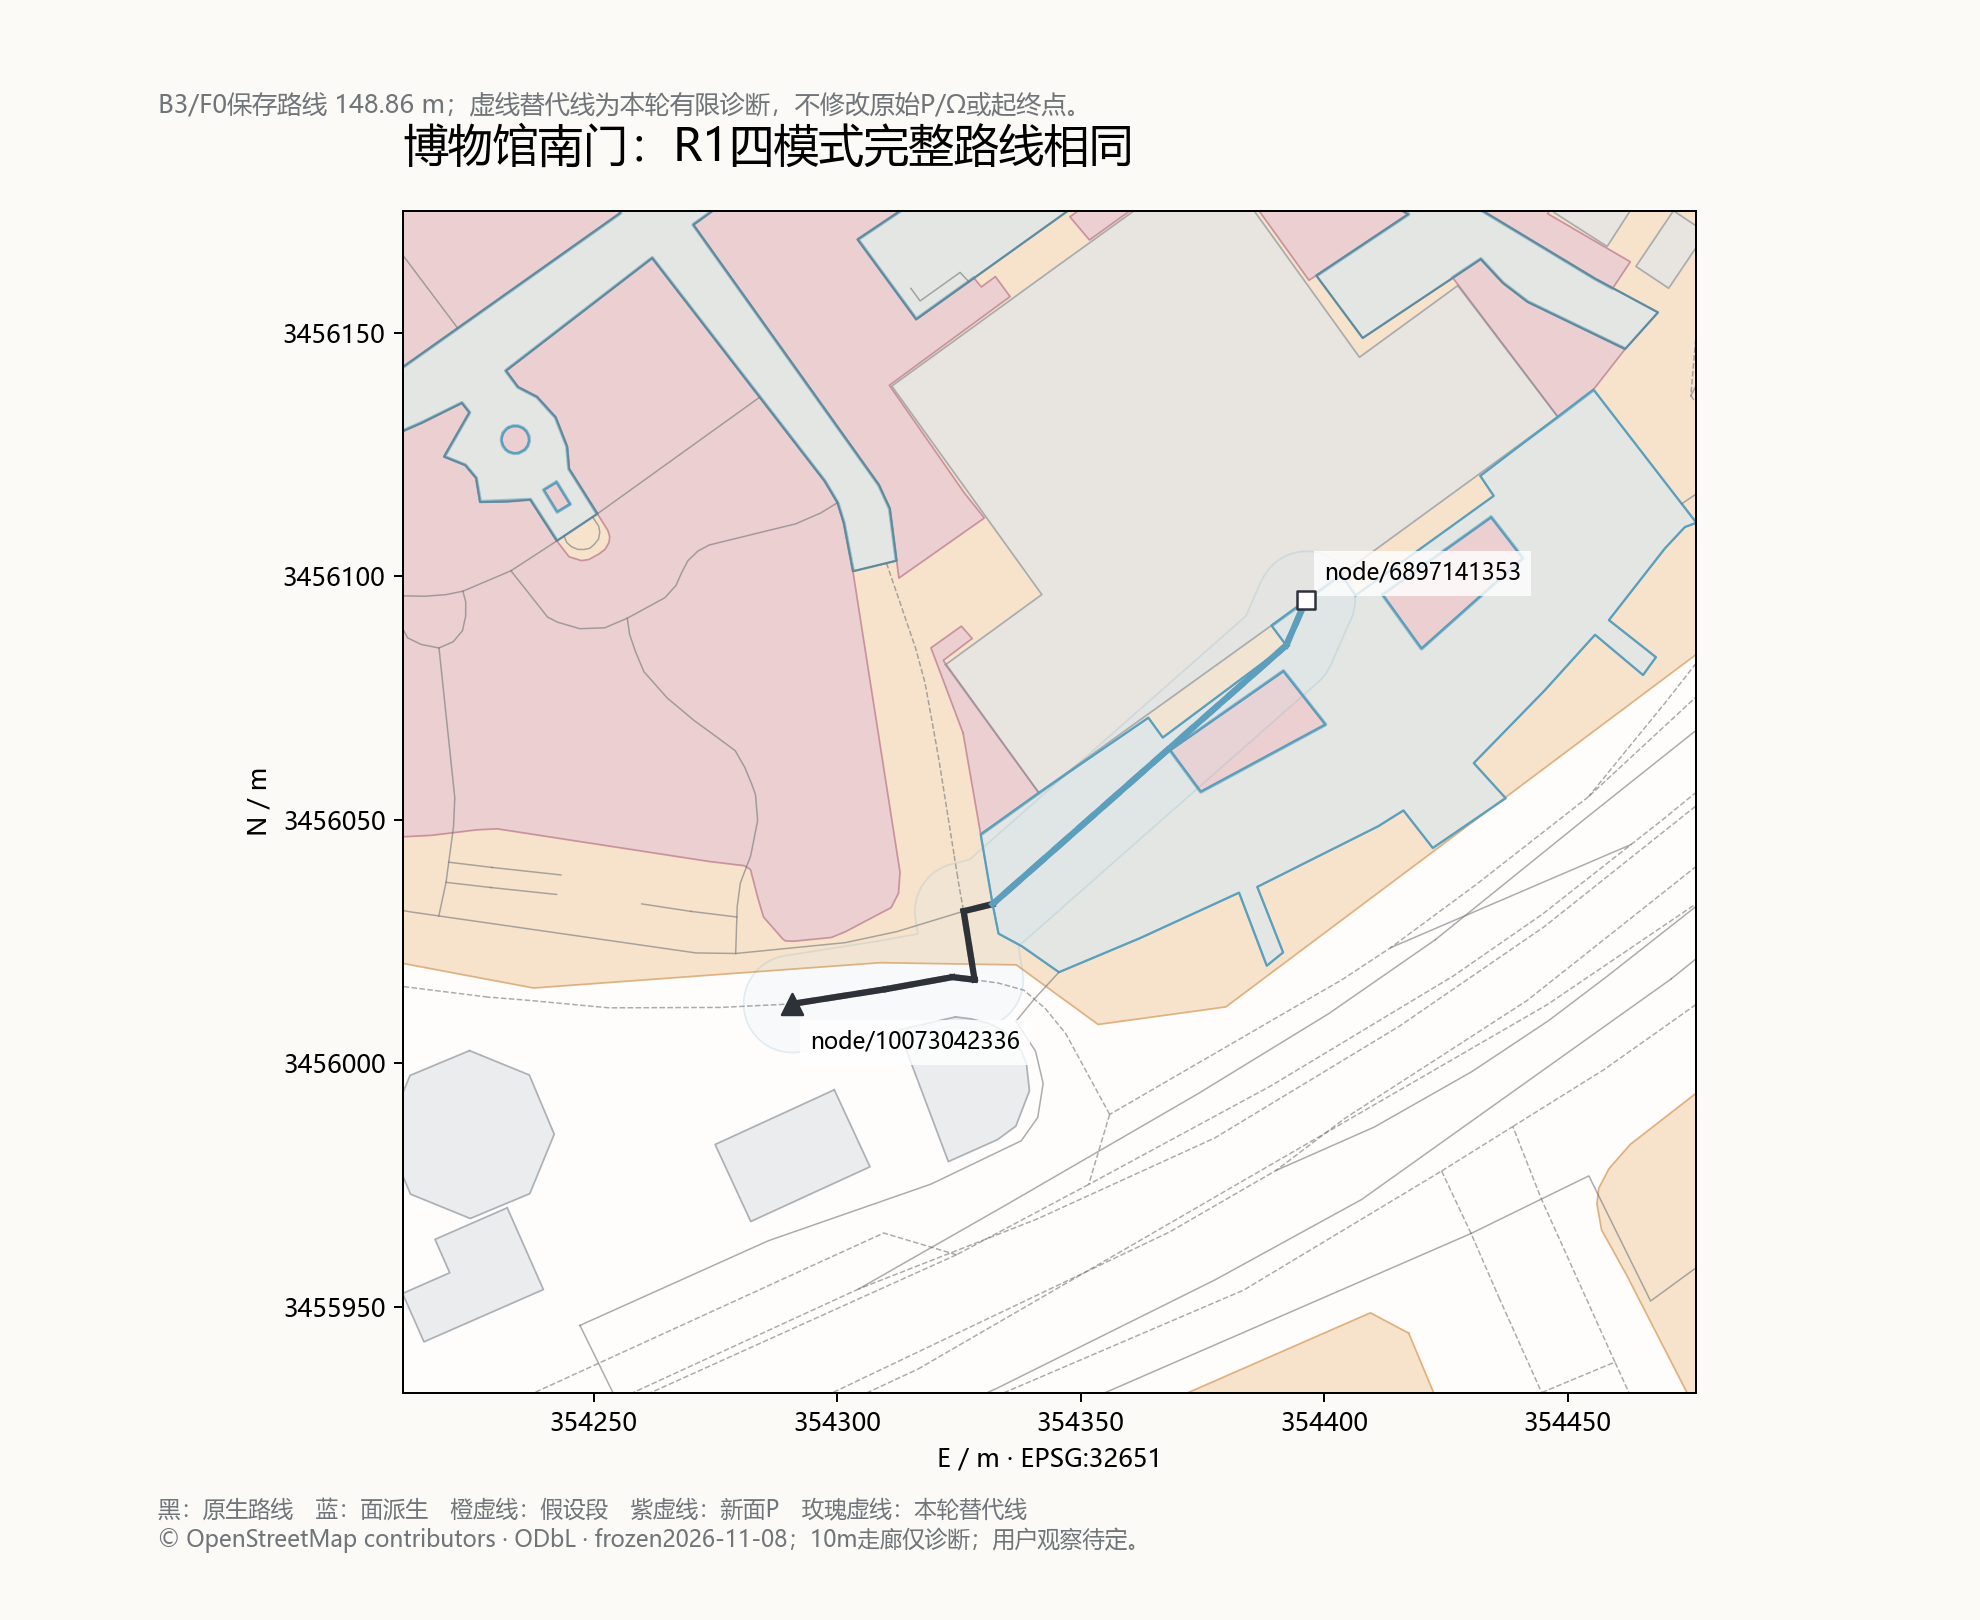 B3/F0保存路线 148.86 m；虚线替代线为本轮有限诊断，不修改原始P/Ω或起终点。
博物馆南门：R1四模式完整路线相同
3456150
3456100
node/6897141353
N / m
3456050
node/10073042336
3456000
3455950
354250 354300 354350 354400 354450
E / m · EPSG:32651
黑：原生路线 蓝：面派生 橙虚线：假设段 紫虚线：新面P 玫瑰虚线：本轮替代线
© OpenStreetMap contributors · ODbL · frozen2026-11-08；10m走廊仅诊断；用户观察待定。